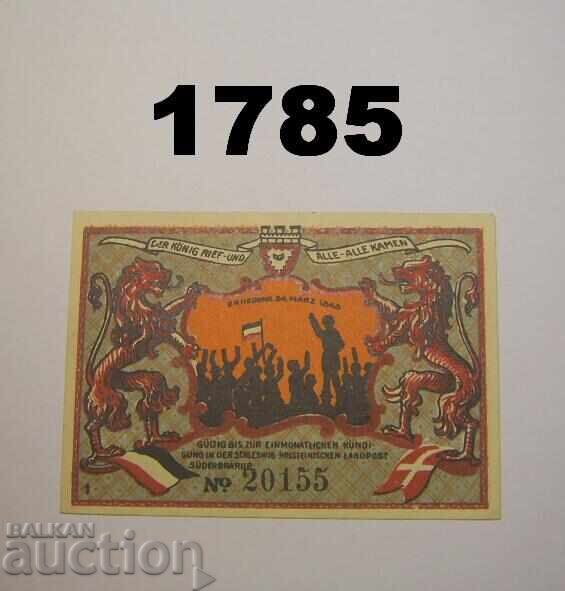 1785
DER KÖNIG RIEF-UND
ALLE-ALLE KAMEN
ERHEBUNG 24. MÄRZ 1848
GÜLTIG BIS ZUR EINMONATLICHEN KÜNDI-
GUNG IN DER SCHLESWIG-HOLSTEINISCHEN LANDPOST
SÜDERBRARUP
No 20155
1
BALKAN
auction